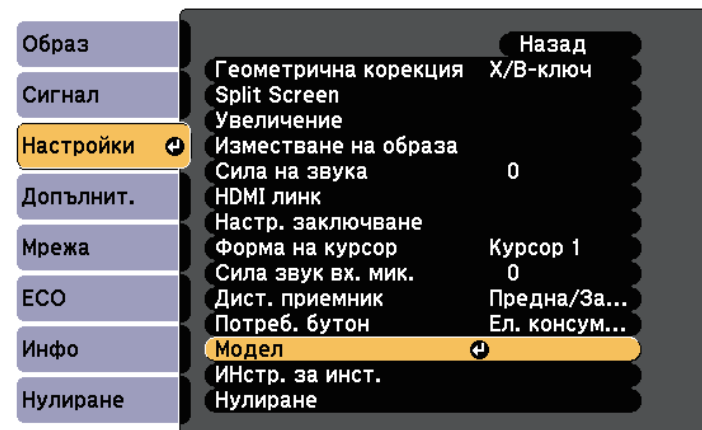 Образ
Сигнал
Настройки
Допълнит.
Мрежа
ECO
Инфо
Нулиране
Назад
Геометрична корекция X/В-ключ
Split Screen
Увеличение
Изместване на образа
Сила на звука 0
HDMI линк
Настр. заключване
Форма на курсор Курсор 1
Сила звук вх. мик. 0
Дист. приемник Предна/За...
Потреб. бутон Ел. консум...
Модел
ИНстр. за инст.
Нулиране